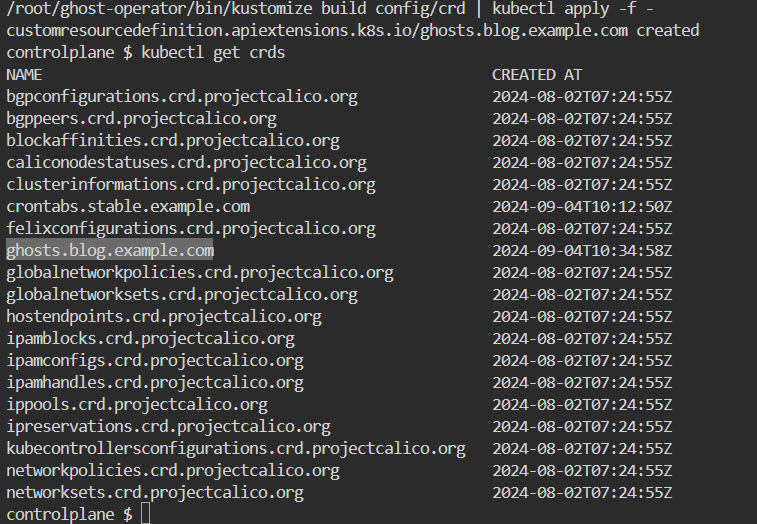 /root/ghost-operator/bin/kustomize build config/crd | kubectl apply -f -
customresourcedefinition.apiextensions.k8s.io/ghosts.blog.example.com created
controlplane $ kubectl get crds
NAME CREATED AT
bgpconfigurations.crd.projectcalico.org 2024-08-02T07:24:55Z
bgppeers.crd.projectcalico.org 2024-08-02T07:24:55Z
blockaffinities.crd.projectcalico.org 2024-08-02T07:24:55Z
caliconodestatuses.crd.projectcalico.org 2024-08-02T07:24:55Z
clusterinformations.crd.projectcalico.org 2024-08-02T07:24:55Z
crontabs.stable.example.com 2024-09-04T10:12:50Z
felixconfigurations.crd.projectcalico.org 2024-08-02T07:24:55Z
ghosts.blog.example.com 2024-09-04T10:34:58Z
globalnetworkpolicies.crd.projectcalico.org 2024-08-02T07:24:55Z
globalnetworksets.crd.projectcalico.org 2024-08-02T07:24:55Z
hostendpoints.crd.projectcalico.org 2024-08-02T07:24:55Z
ipamblocks.crd.projectcalico.org 2024-08-02T07:24:55Z
ipamconfigs.crd.projectcalico.org 2024-08-02T07:24:55Z
ipamhandles.crd.projectcalico.org 2024-08-02T07:24:55Z
ippools.crd.projectcalico.org 2024-08-02T07:24:55Z
ipreservations.crd.projectcalico.org 2024-08-02T07:24:55Z
kubecontrollersconfigurations.crd.projectcalico.org 2024-08-02T07:24:55Z
networkpolicies.crd.projectcalico.org 2024-08-02T07:24:55Z
networksets.crd.projectcalico.org 2024-08-02T07:24:55Z
controlplane $